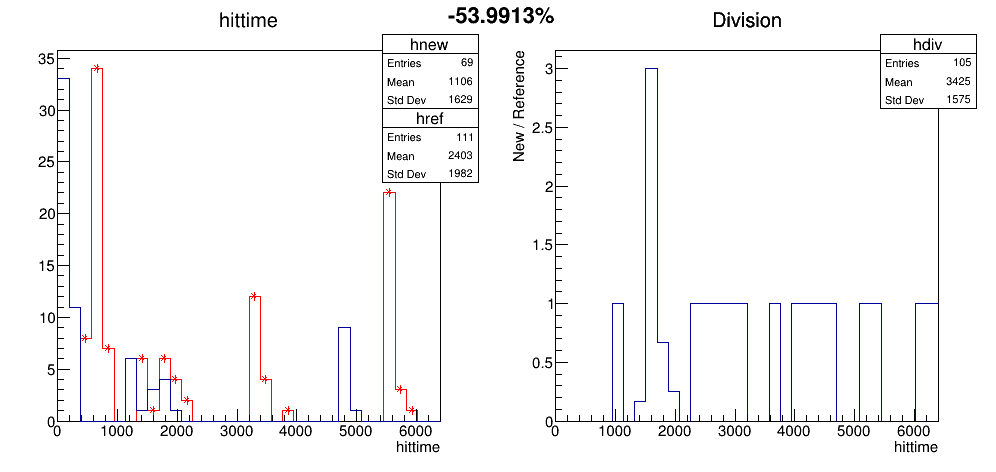 -53.9913%
hittime
hnew
Entries 69
Mean 1106
Std Dev 1629
href
Entries 111
Mean 2403
Std Dev 1982
35
30
25
20
15
10
5
0
0 1000 2000 3000 4000 5000 6000
hittime
Division
hdiv
Entries 105
Mean 3425
Std Dev 1575
New / Reference
3
2.5
2
1.5
1
0.5
0
0 1000 2000 3000 4000 5000 6000
hittime